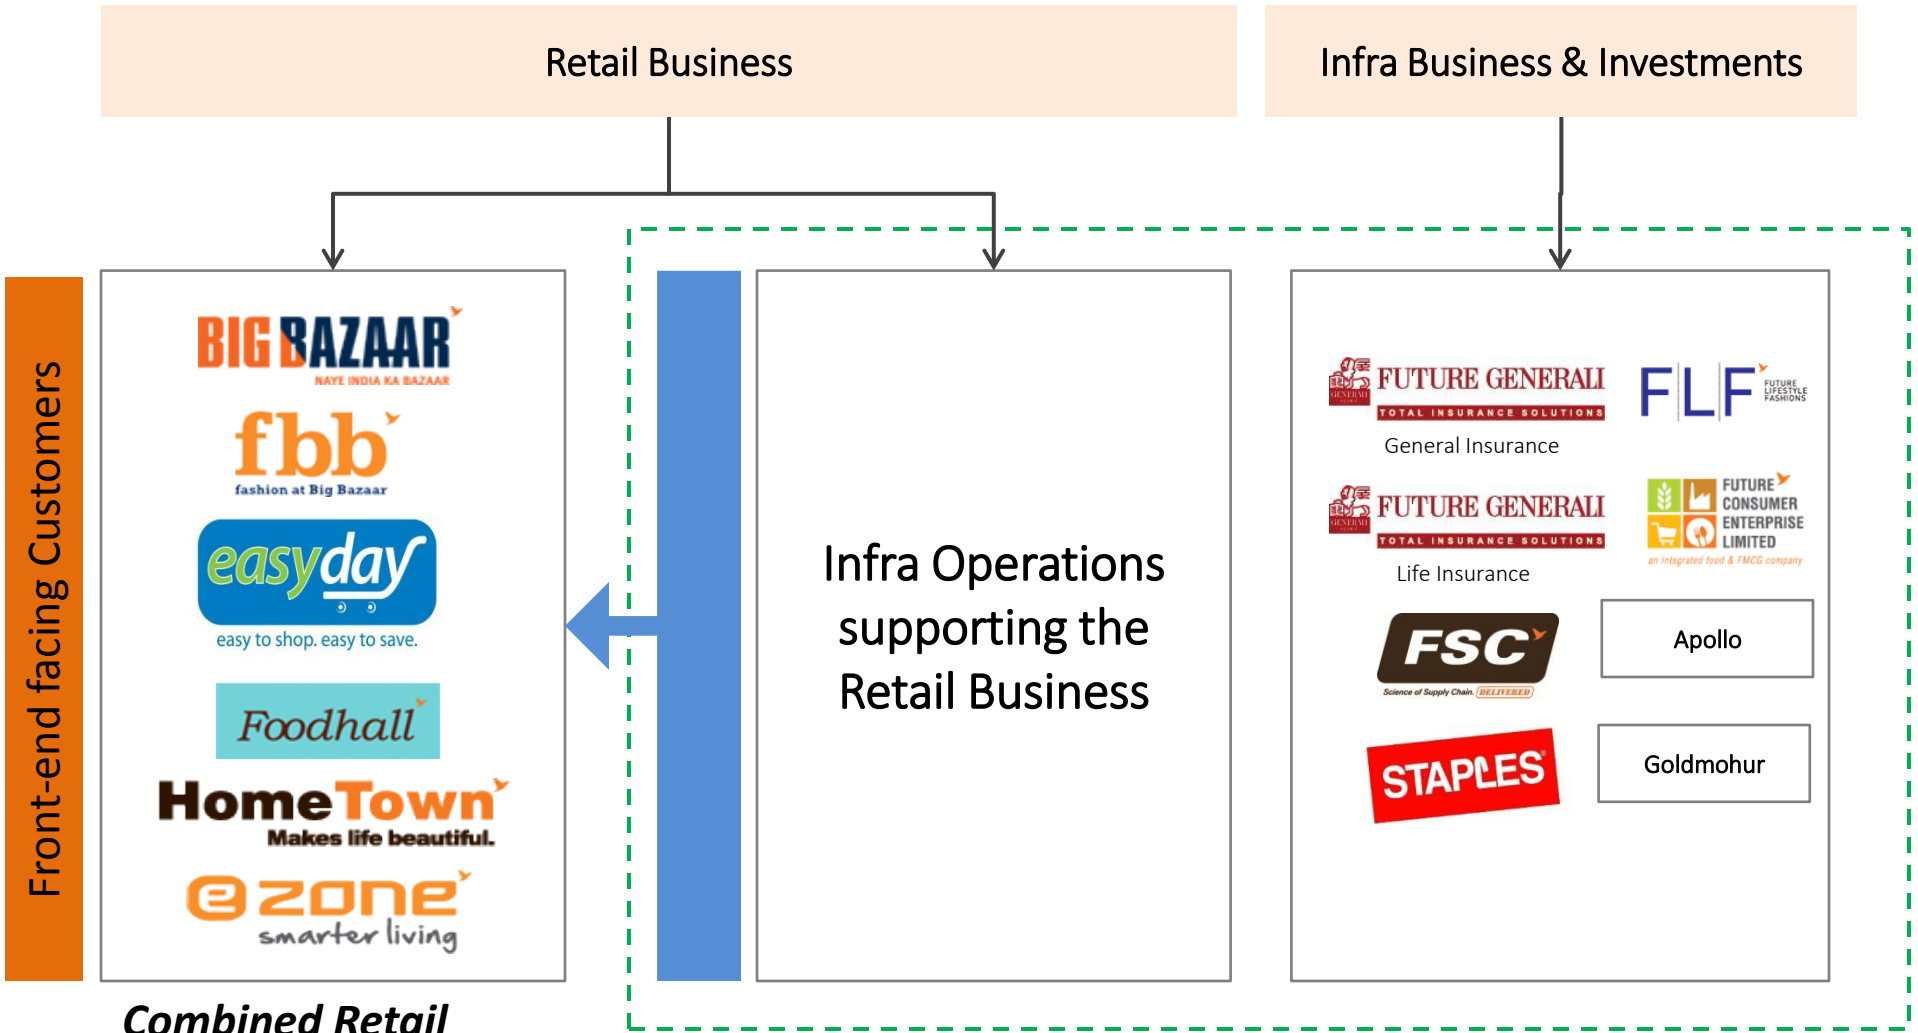 Retail Business
Infra Business & Investments
Front-end facing Customers
BIG BAZAAR
NAYE INDIA KA BAZAAR
fbb
fashion at Big Bazaar
easyday
easy to shop. easy to save.
Foodhall
HomeTown
Makes life beautiful.
e zone
smarter living
Combined Retail
Infra Operations
supporting the
Retail Business
FUTURE GENERALI
GENERALI
TOTAL INSURANCE SOLUTIONS
General Insurance
FUTURE GENERALI
GENERALI
TOTAL INSURANCE SOLUTIONS
Life Insurance
FSC
Science of Supply Chain. DELIVERED
STAPLES
FLF
FUTURE
LIFESTYLE
FASHIONS
FUTURE
CONSUMER
ENTERPRISE
LIMITED
an integrated food & FMCG company
Apollo
Goldmohur